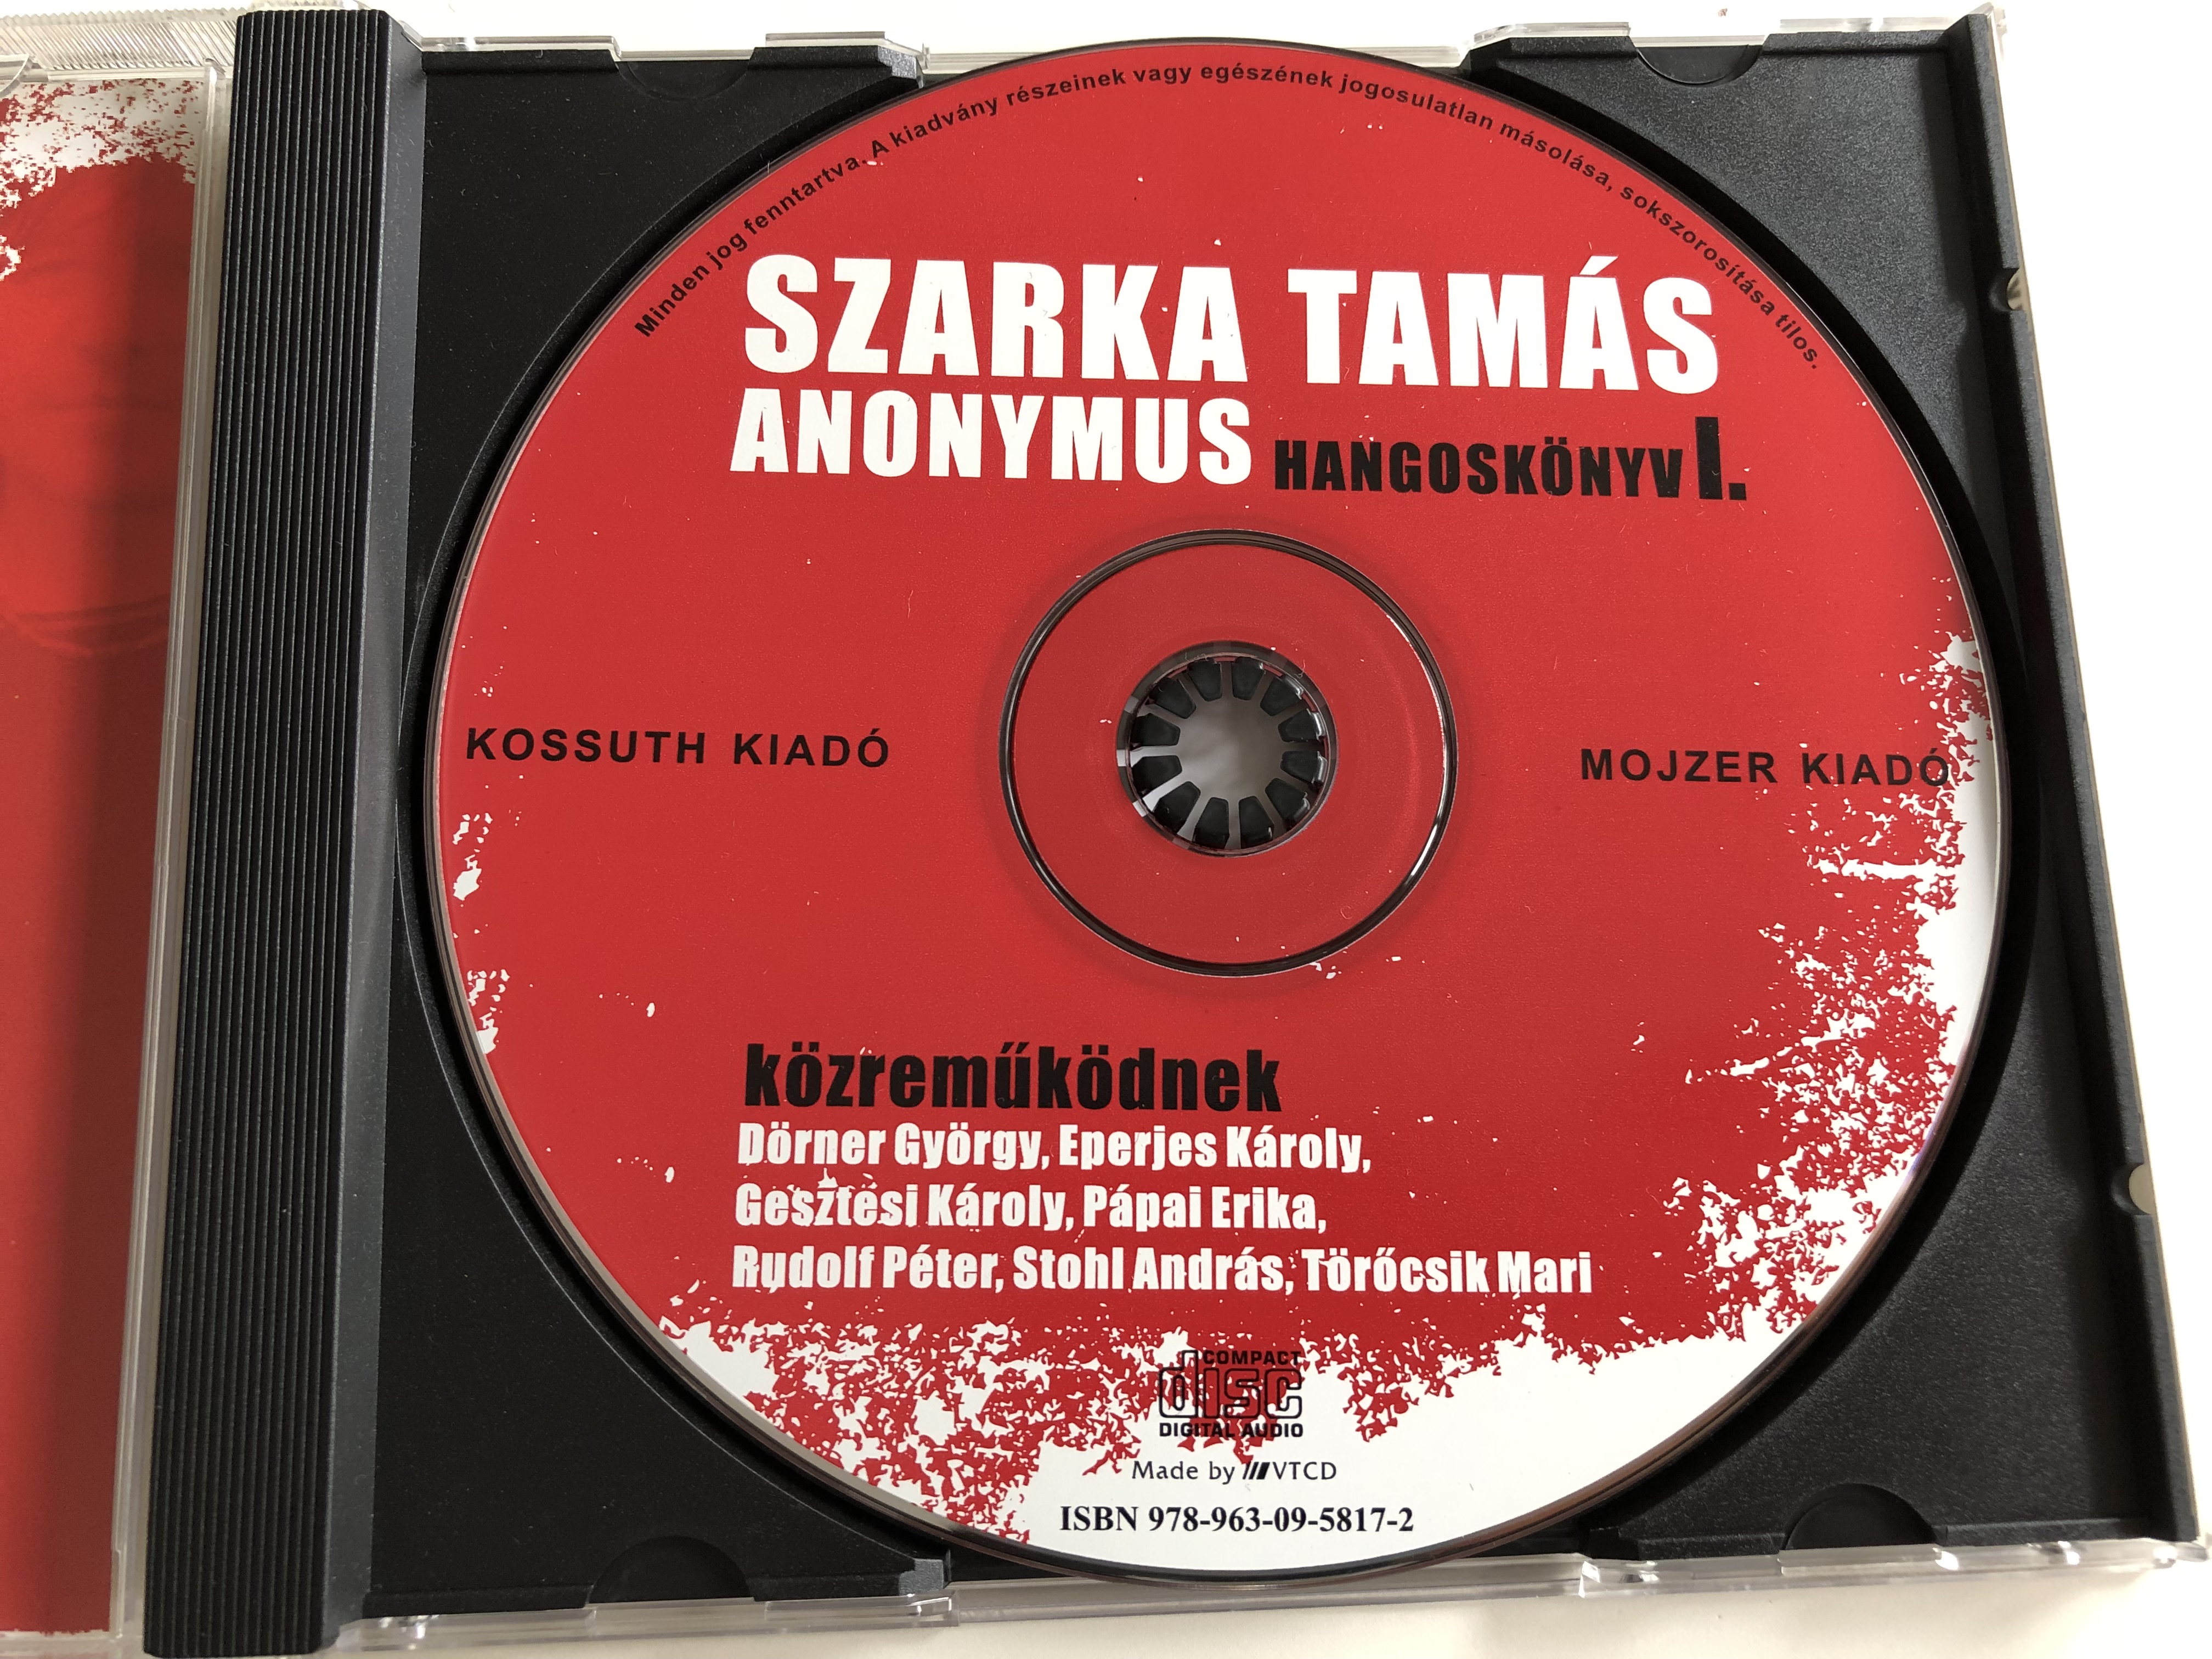 Minden jog fenntartva. A kiadvány részeinek vagy egészének jogosulatlan másolása, sokszorosítása tilos.
SZARKA TAMÁS
ANONYMUS HANGOSKÖNYV I.
KOSSUTH KIADÓ
MOJZER KIADÓ
közreműködnek
Dörner György, Eperjes Károly,
Gesztesi Károly, Pápai Erika,
Rudolf Péter, Stohl András, Törőcsik Mari
COMPACT
disc
DIGITAL AUDIO
Made by VTCD
ISBN 978-963-09-5817-2